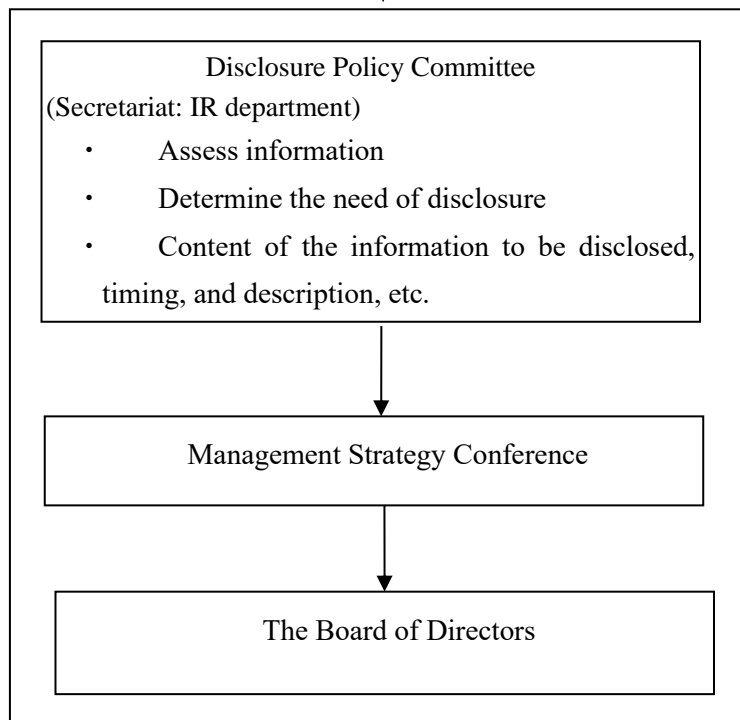 Disclosure Policy Committee
(Secretariat: IR department)
・ Assess information
・ Determine the need of disclosure
・ Content of the information to be disclosed,
timing, and description, etc.
Management Strategy Conference
The Board of Directors